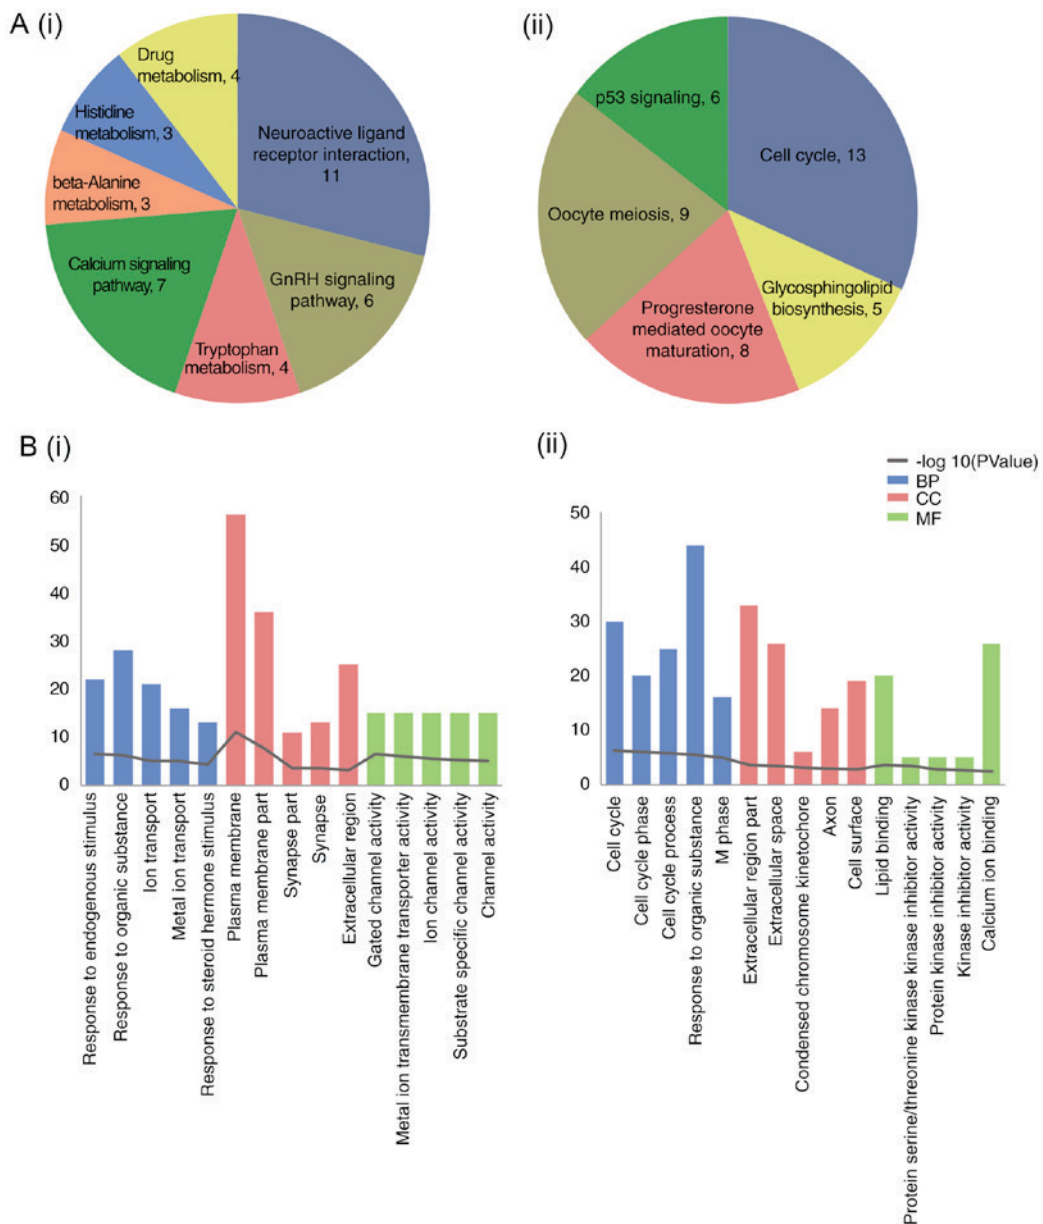 A (i)
Drug
metabolism, 4
Histidine
metabolism, 3
beta-Alanine
metabolism, 3
Calcium signaling
pathway, 7
Tryptophan
metabolism, 4
GnRH signaling
pathway, 6
Neuroactive ligand
receptor interaction,
11
(ii)
p53 signaling, 6
Cell cycle, 13
Oocyte meiosis, 9
Glycosphingolipid
biosynthesis, 5
Progresterone
mediated oocyte
maturation, 8
B (i)
60
50
40
30
20
10
0
Response to endogenous stimulus
Response to organic substance
Ion transport
Metal ion transport
Response to steroid hormone stimulus
Plasma membrane
Plasma membrane part
Synapse part
Synapse
Extracellular region
Gated channel activity
Metal ion transmembrane transporter activity
Ion channel activity
Substrate specific channel activity
Channel activity
(ii)
-log 10(PValue)
BP
CC
MF
50
40
30
20
10
0
Cell cycle
Cell cycle phase
Cell cycle process
Response to organic substance
M phase
Extracellular region part
Extracellular space
Condensed chromosome kinetochore
Axon
Cell surface
Lipid binding
Protein serine/threonine kinase inhibitor activity
Protein kinase inhibitor activity
Kinase inhibitor activity
Calcium ion binding